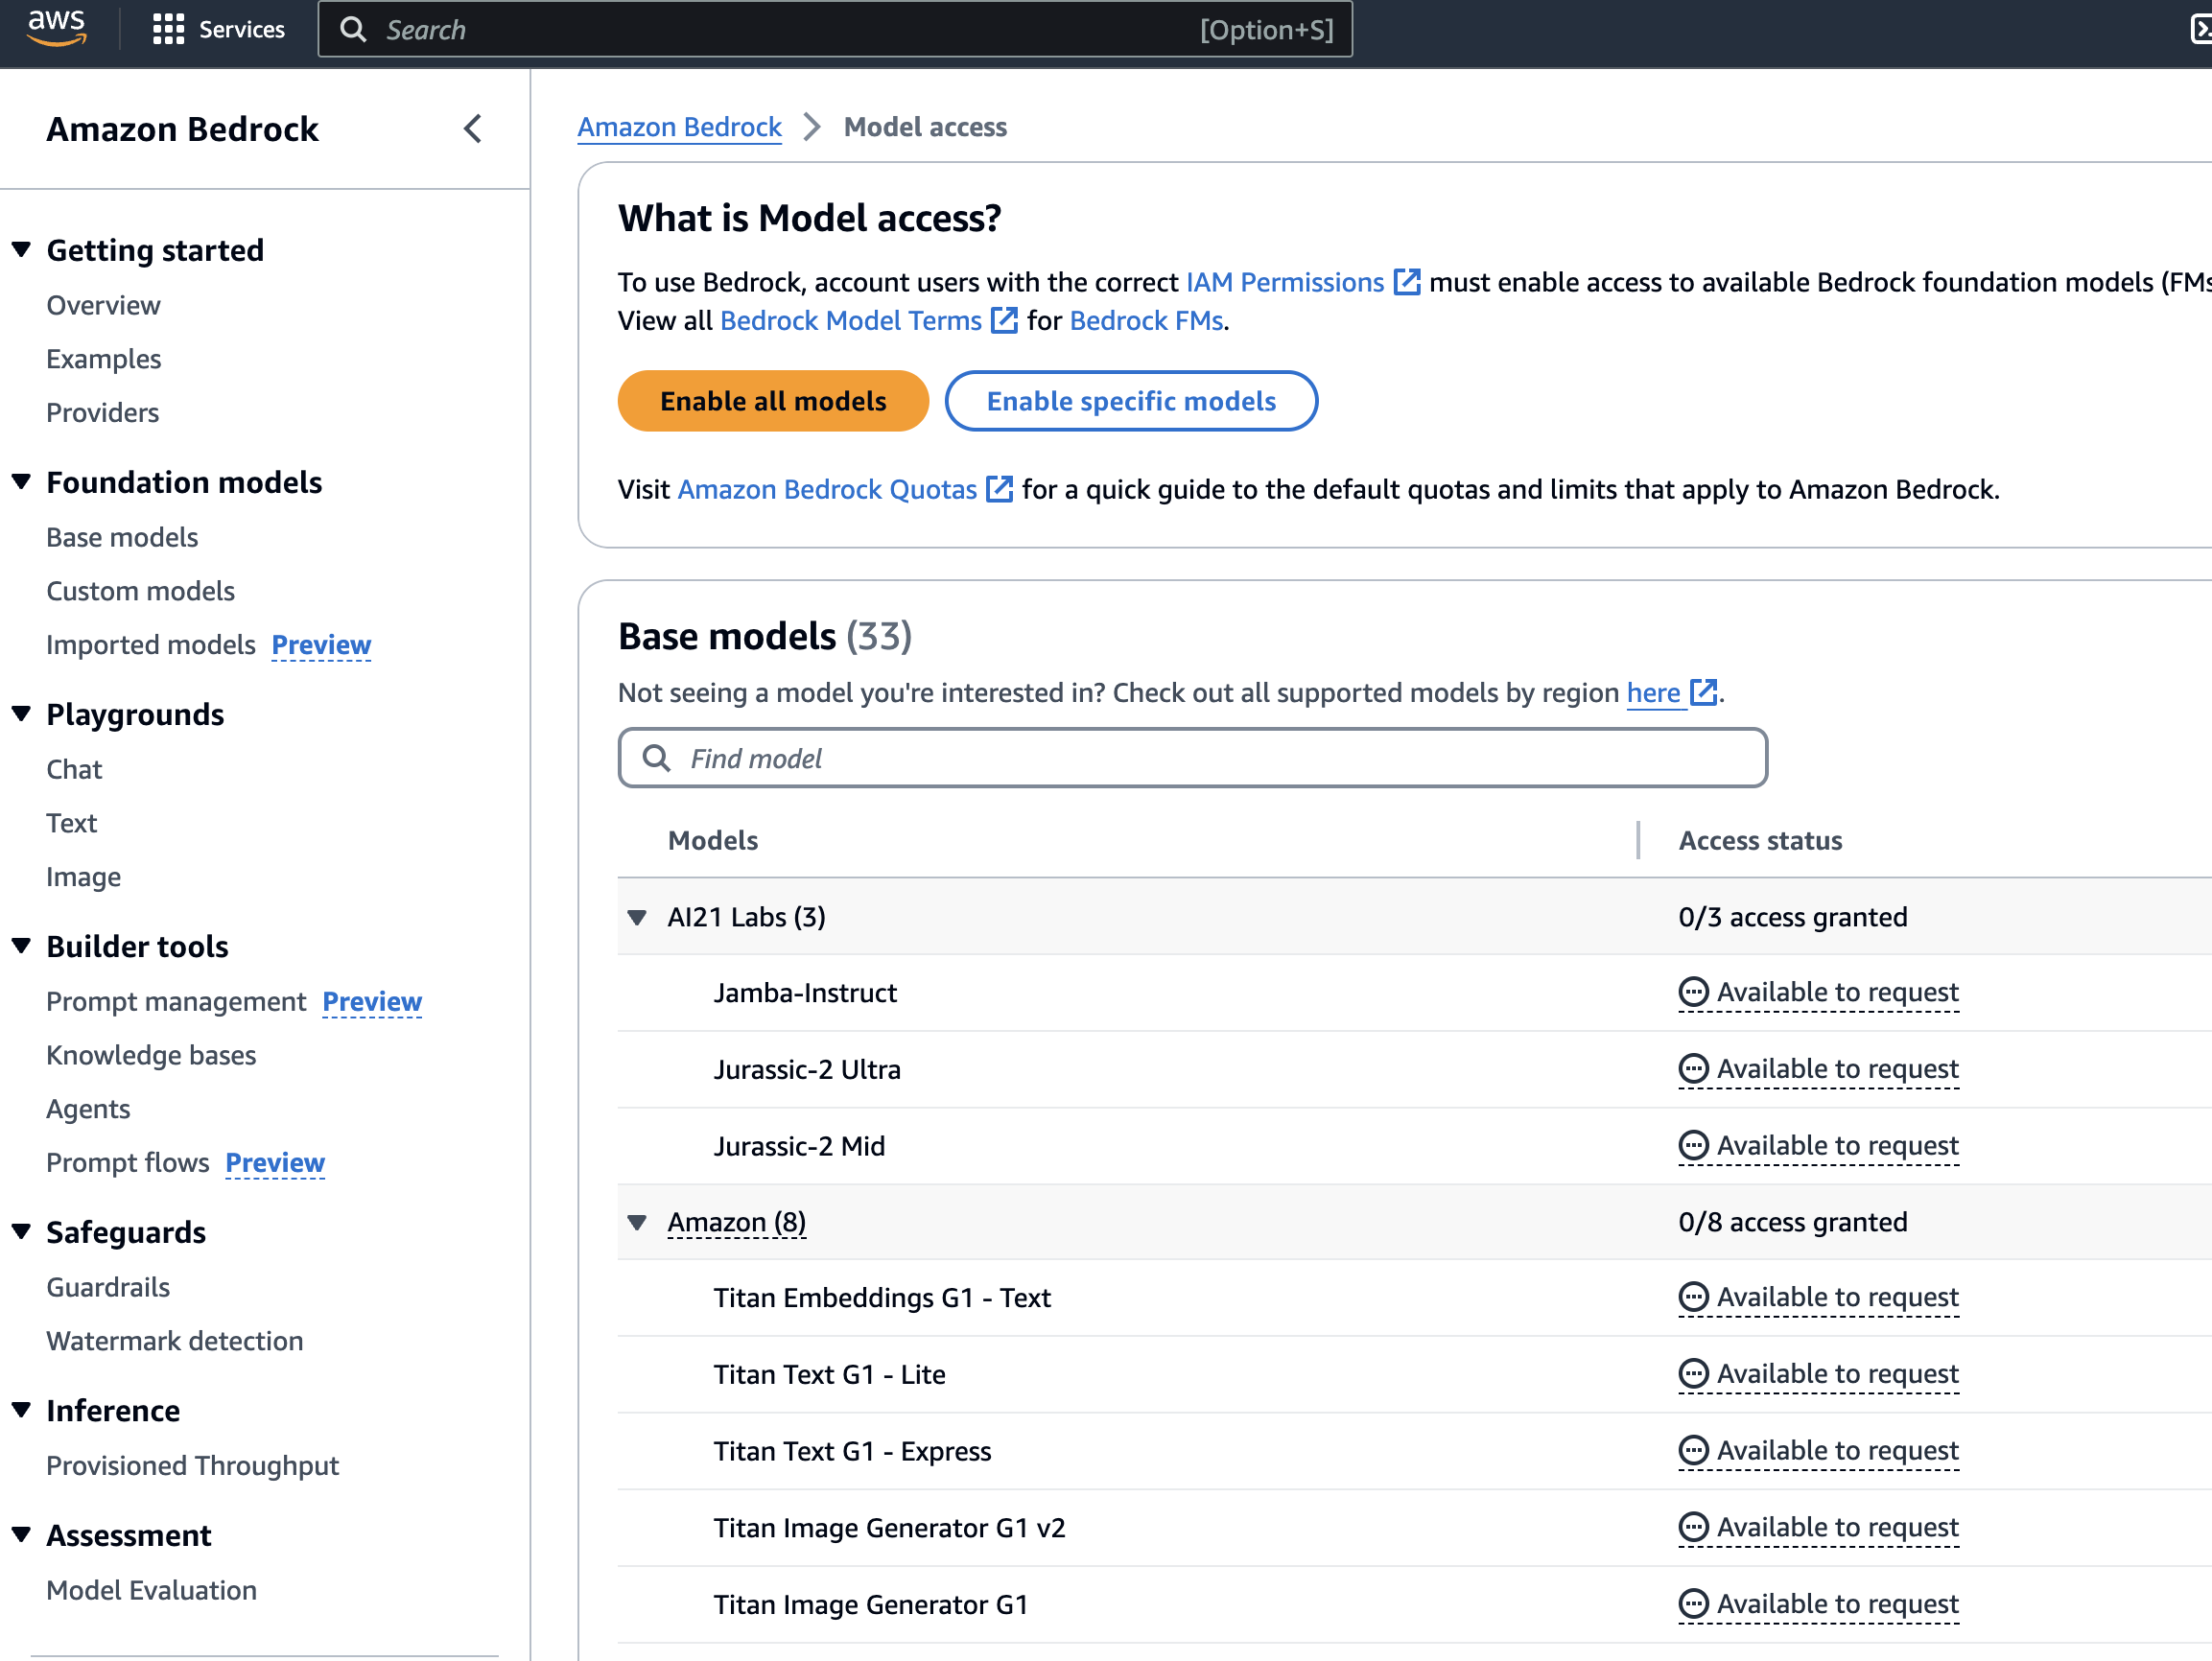 aws
Services
Search
[Option+S]
Amazon Bedrock
Getting started
Overview
Examples
Providers
Foundation models
Base models
Custom models
Imported models Preview
Playgrounds
Chat
Text
Image
Builder tools
Prompt management Preview
Knowledge bases
Agents
Prompt flows Preview
Safeguards
Guardrails
Watermark detection
Inference
Provisioned Throughput
Assessment
Model Evaluation
Amazon Bedrock > Model access
What is Model access?
To use Bedrock, account users with the correct IAM Permissions must enable access to available Bedrock foundation models (FMs
View all Bedrock Model Terms for Bedrock FMs.
Enable all models
Enable specific models
Visit Amazon Bedrock Quotas for a quick guide to the default quotas and limits that apply to Amazon Bedrock.
Base models (33)
Not seeing a model you're interested in? Check out all supported models by region here.
Find model
Models Access status
AI21 Labs (3) 0/3 access granted
Jamba-Instruct Available to request
Jurassic-2 Ultra Available to request
Jurassic-2 Mid Available to request
Amazon (8) 0/8 access granted
Titan Embeddings G1 - Text Available to request
Titan Text G1 - Lite Available to request
Titan Text G1 - Express Available to request
Titan Image Generator G1 v2 Available to request
Titan Image Generator G1 Available to request